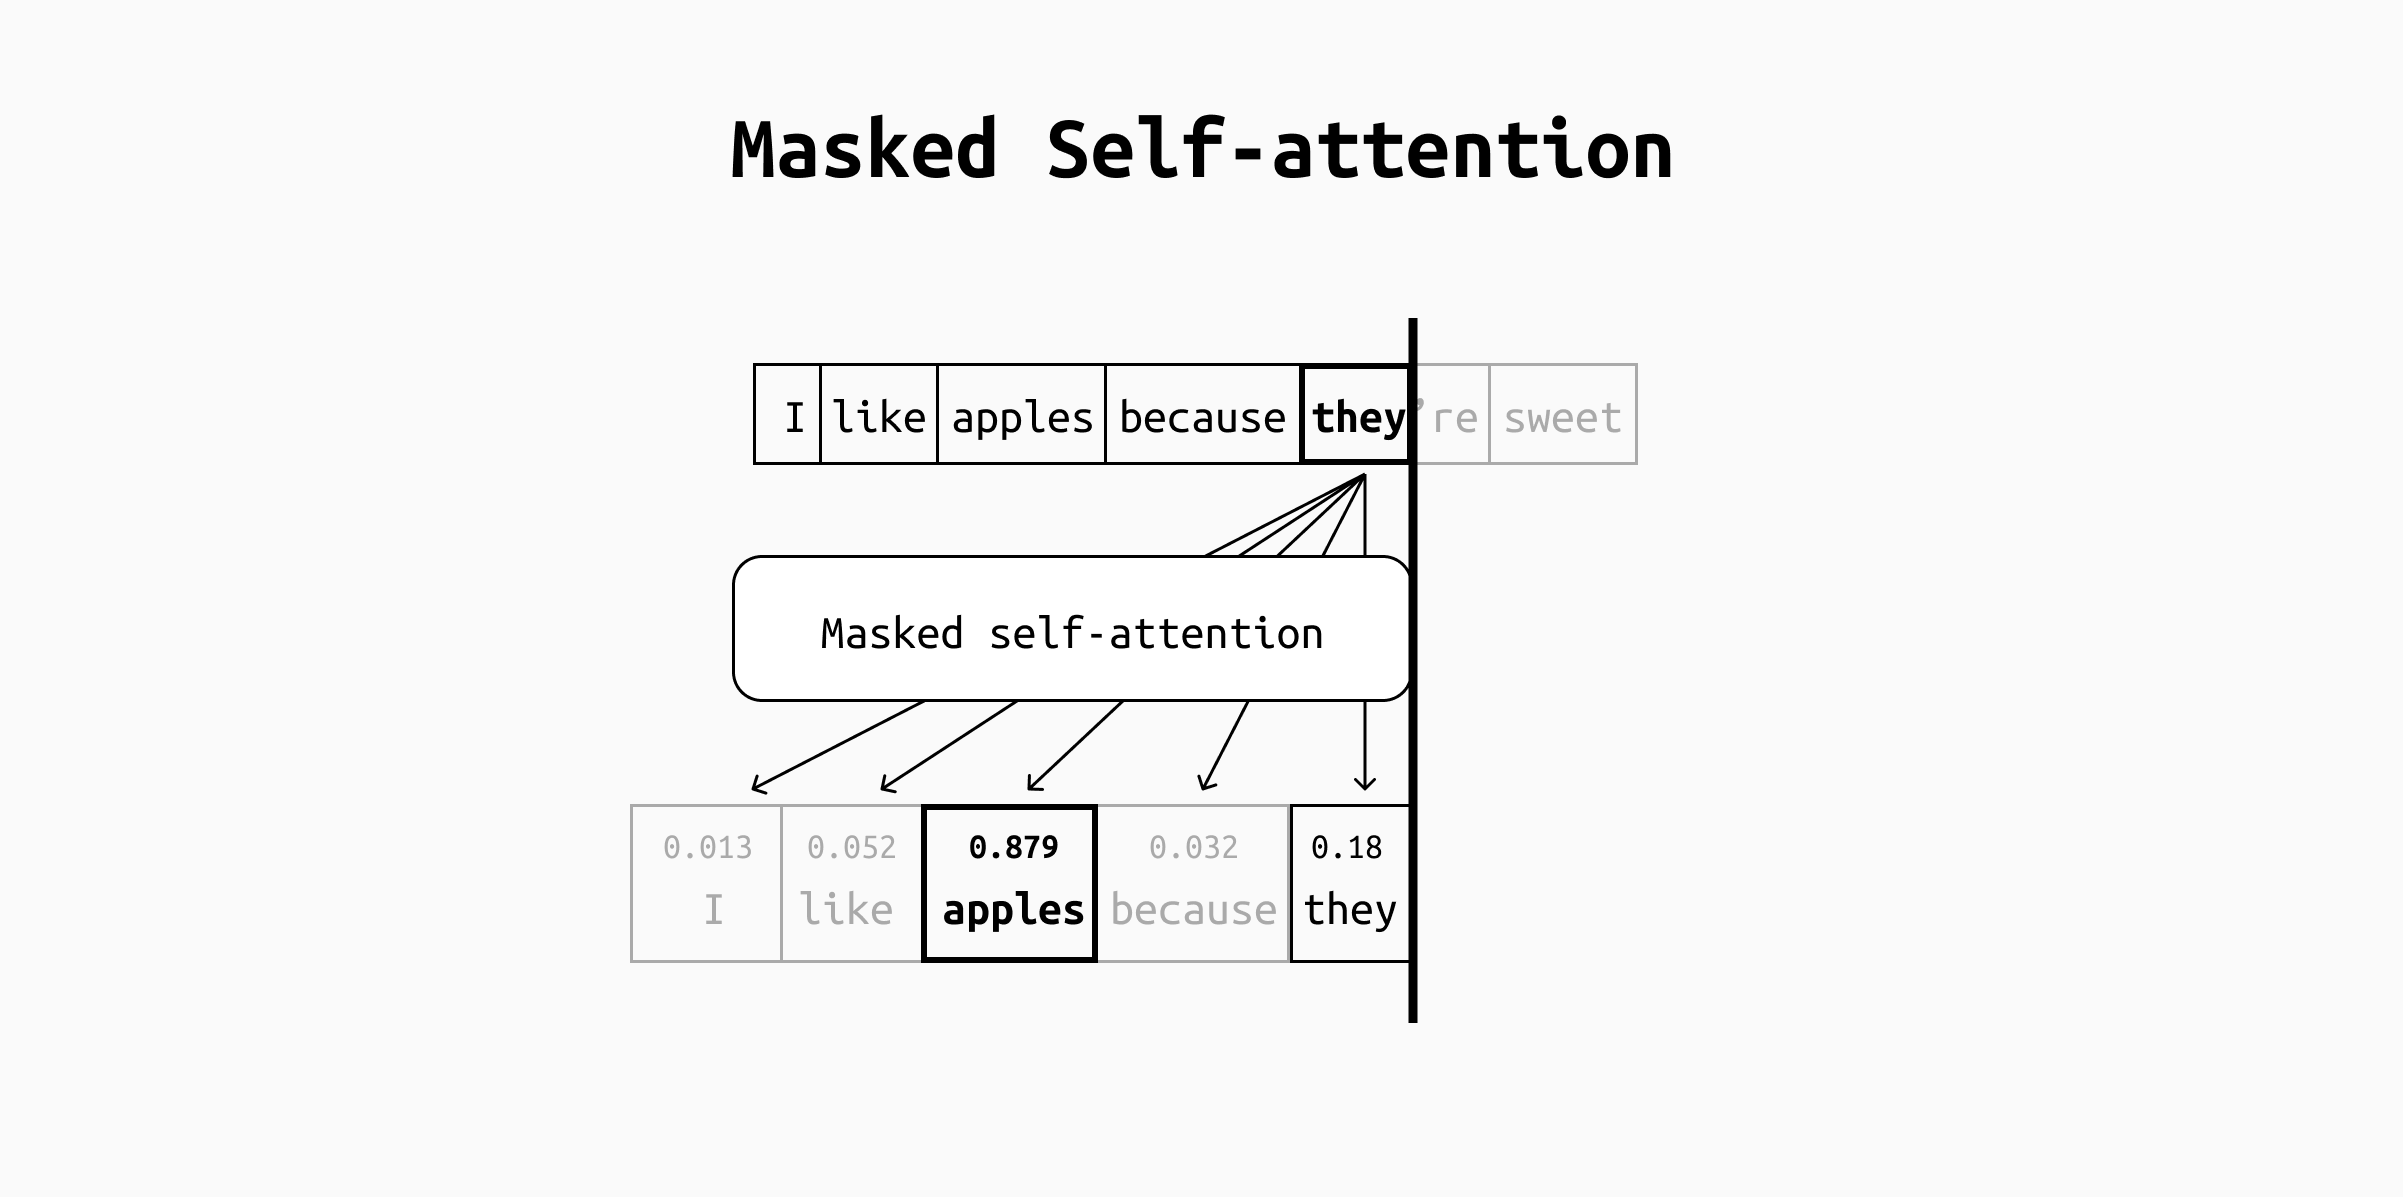 Masked Self-attention
I like apples because they’re sweet
Masked self-attention
0.013 0.052 0.879 0.032 0.18
I like apples because they